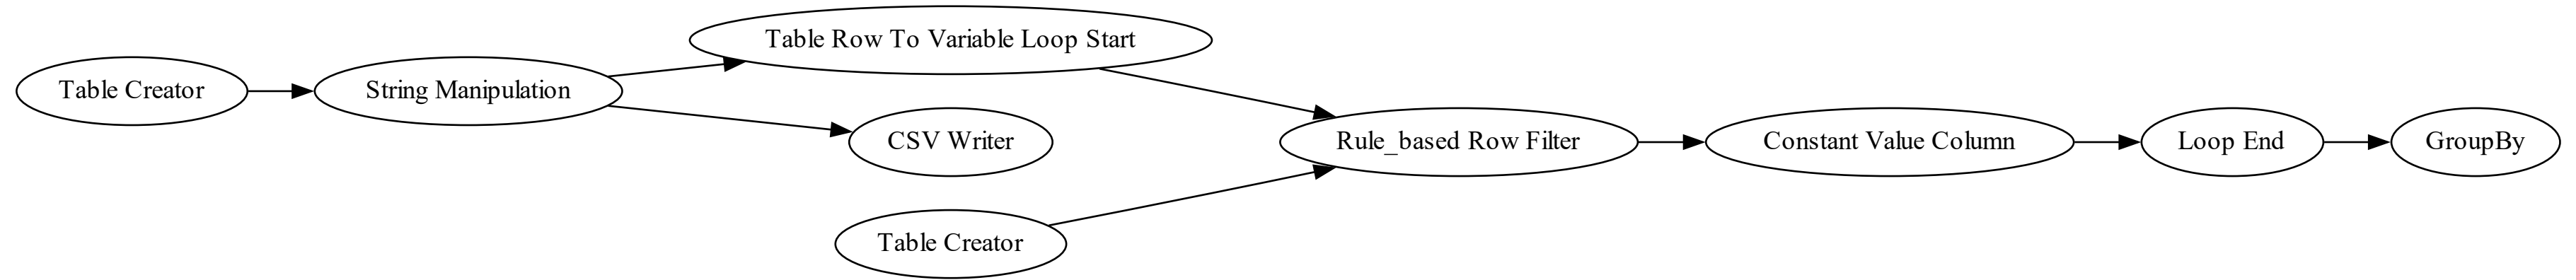 Table Creator
String Manipulation
Table Row To Variable Loop Start
CSV Writer
Table Creator
Rule_based Row Filter
Constant Value Column
Loop End
GroupBy